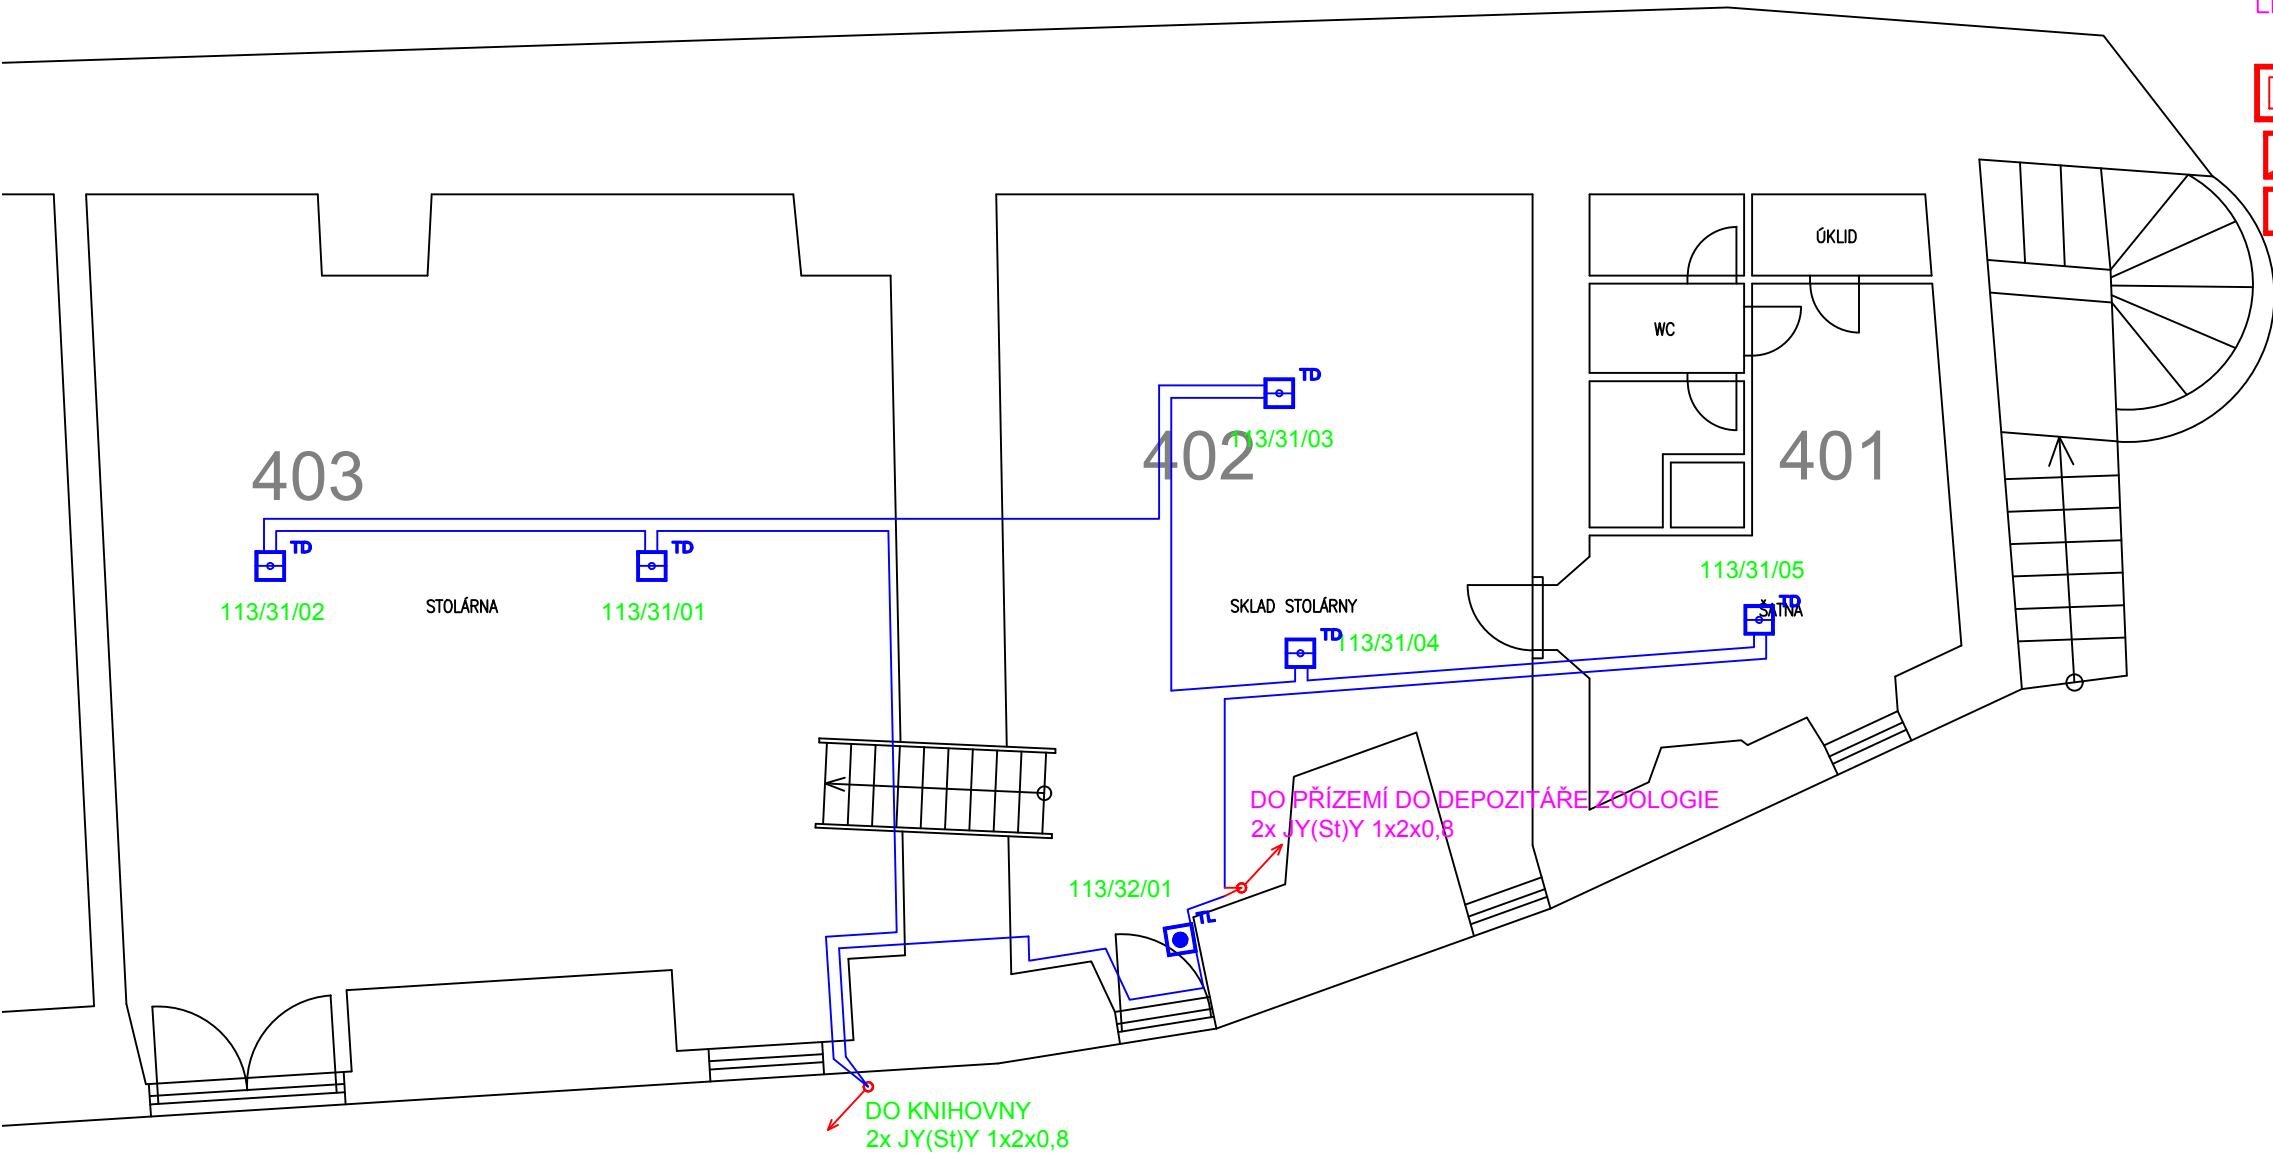 ÚKLID
WC
TD
113/31/03
403
402
401
TD
TD
113/31/05
113/31/02
STOLÁRNA
113/31/01
SKLAD STOLÁRNY
TD
ŠATNA
TD
113/31/04
DO PŘÍZEMÍ DO DEPOZITÁŘE ZOOLOGIE
2x JY(St)Y 1x2x0,8
113/32/01
TL
DO KNIHOVNY
2x JY(St)Y 1x2x0,8